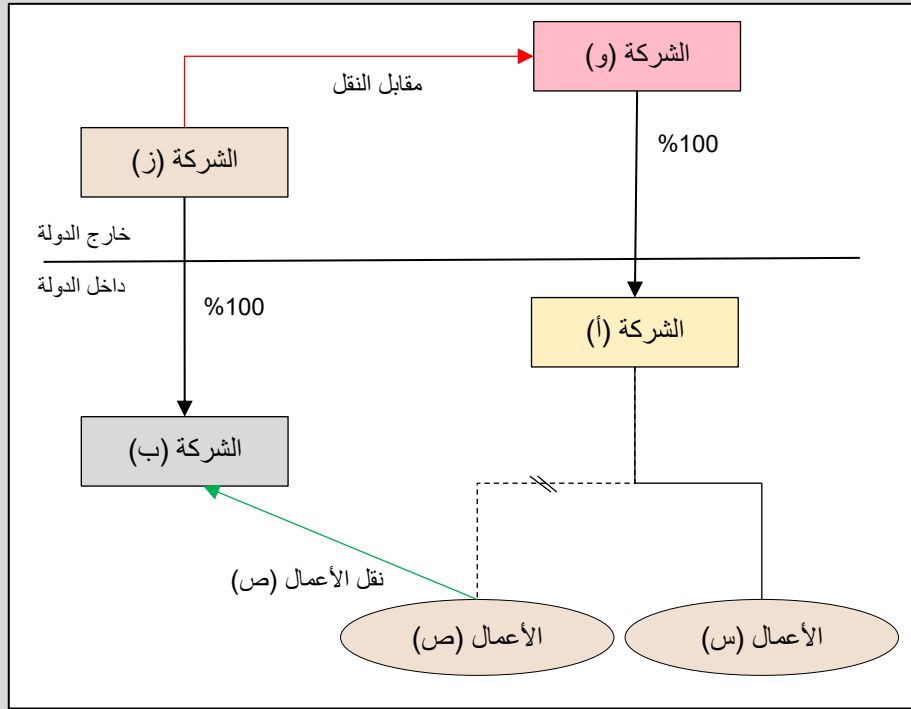 الشركة (و)
مقابل النقل
%100
الشركة (ز)
خارج الدولة
داخل الدولة
%100
الشركة (أ)
الشركة (ب)
نقل الأعمال (ص)
الأعمال (س)
الأعمال (ص)